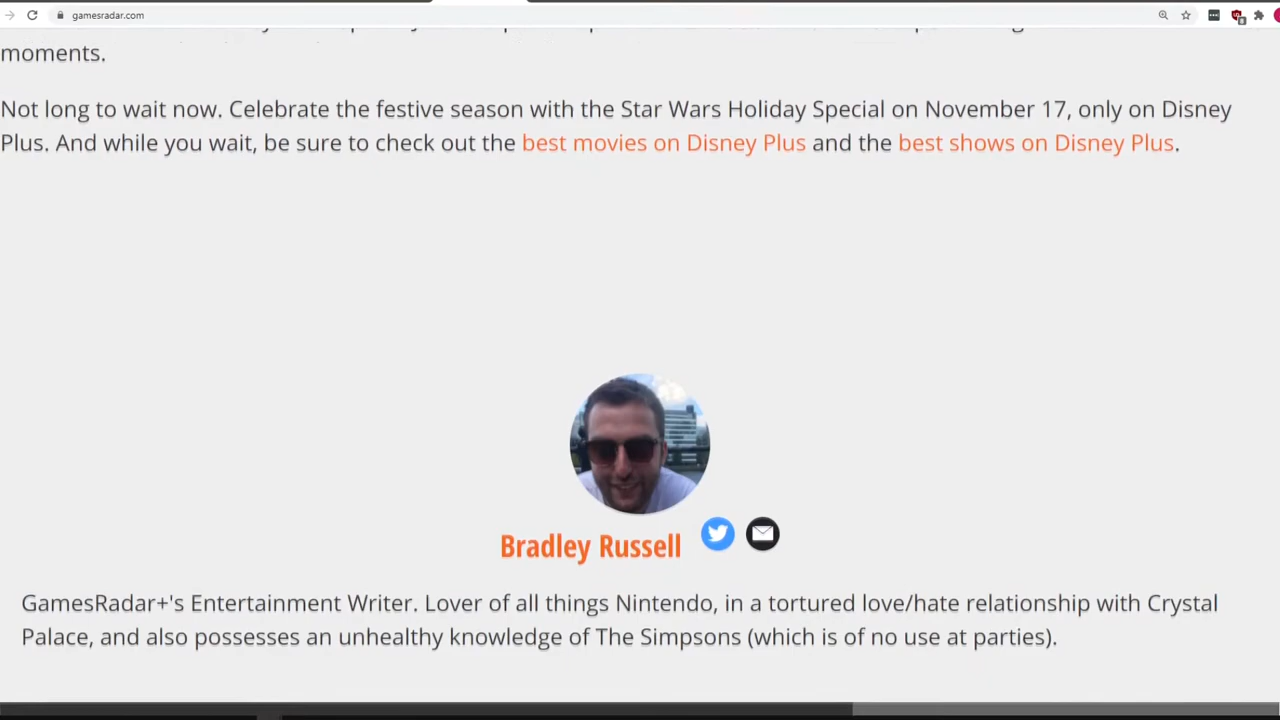 gamesradar.com
moments.
Not long to wait now. Celebrate the festive season with the Star Wars Holiday Special on November 17, only on Disney
Plus. And while you wait, be sure to check out the best movies on Disney Plus and the best shows on Disney Plus.
Bradley Russell
GamesRadar+'s Entertainment Writer. Lover of all things Nintendo, in a tortured love/hate relationship with Crystal
Palace, and also possesses an unhealthy knowledge of The Simpsons (which is of no use at parties).